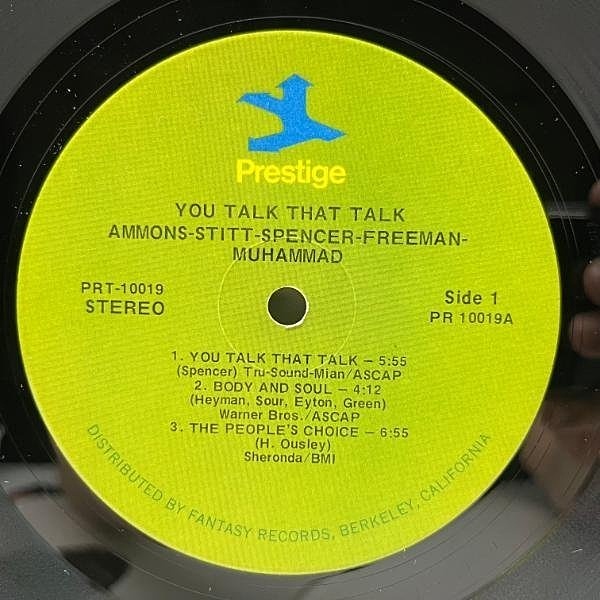 Prestige
YOU TALK THAT TALK
AMMONS-STITT-SPENCER-FREEMAN-
MUHAMMAD
PRT-10019
STEREO
Side 1
PR 10019A
1. YOU TALK THAT TALK – 5:55
(Spencer) Tru-Sound-Mian/ASCAP
2. BODY AND SOUL – 4:12
(Heyman, Sour, Eyton, Green)
Warner Bros./ASCAP
3. THE PEOPLE'S CHOICE – 6:55
(H. Ousley)
Sheronda/BMI
DISTRIBUTED BY FANTASY RECORDS, BERKELEY, CALIFORNIA